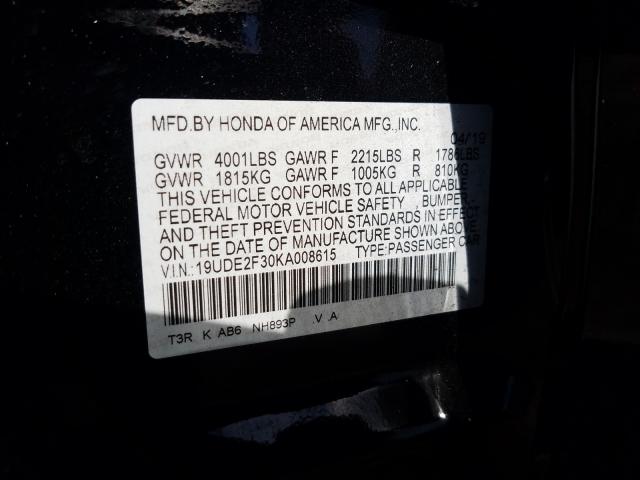 MFD.BY HONDA OF AMERICA MFG.,INC. 04/19
GVWR 4001LBS GAWR F 2215LBS R 1786LBS
GVWR 1815KG GAWR F 1005KG R 810KG
THIS VEHICLE CONFORMS TO ALL APPLICABLE
FEDERAL MOTOR VEHICLE SAFETY , BUMPER
AND THEFT PREVENTION STANDARDS IN EFFECT
ON THE DATE OF MANUFACTURE SHOWN ABOVE.
V.I.N.:19UDE2F30KA008615 TYPE:PASSENGER CAR
T3R K AB6 NH893P .V .A